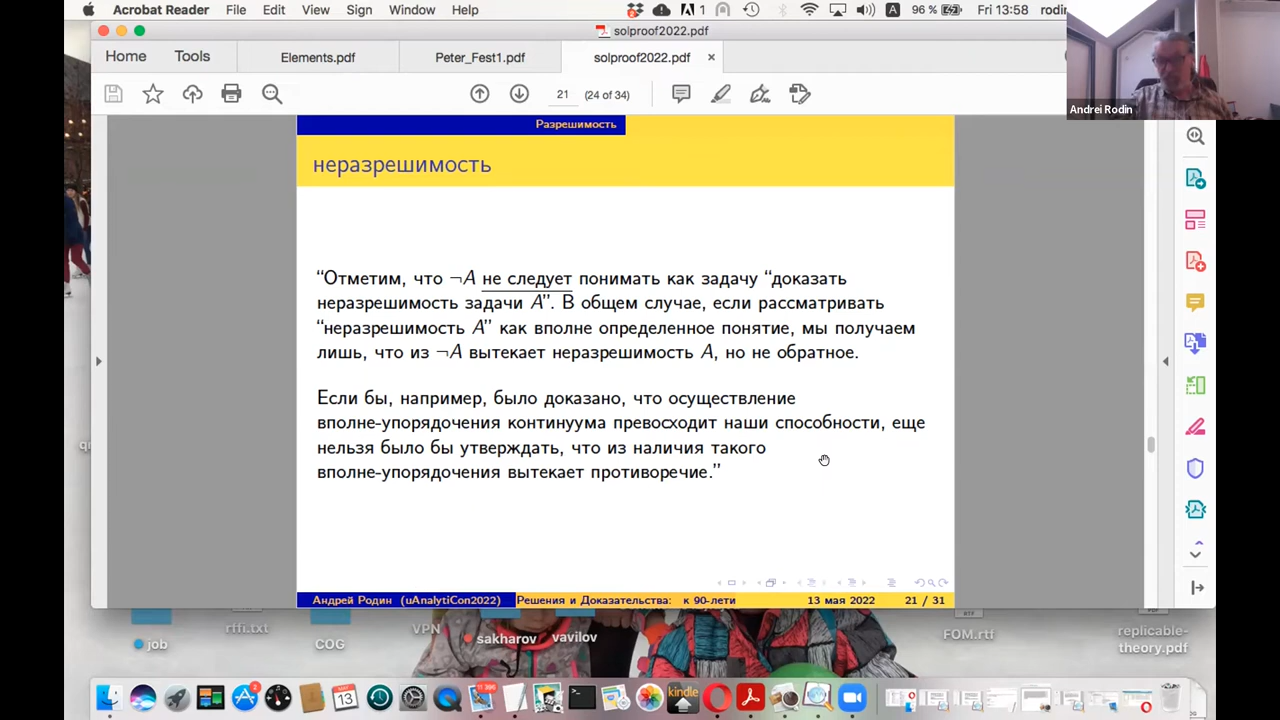 Acrobat Reader File Edit View Sign Window Help 1 96 % Fri 13:58
solproof2022.pdf
Home Tools Elements.pdf Peter_Fest1.pdf solproof2022.pdf
21 (24 of 34)
Andrei Rodin
Разрешимость
неразрешимость
“Отметим, что ¬A не следует понимать как задачу “доказать
неразрешимость задачи A”. В общем случае, если рассматривать
“неразрешимость A” как вполне определенное понятие, мы получаем
лишь, что из ¬A вытекает неразрешимость A, но не обратное.
Если бы, например, было доказано, что осуществление
вполне-упорядочения континуума превосходит наши способности, еще
нельзя было бы утверждать, что из наличия такого
вполне-упорядочения вытекает противоречие.”
Андрей Родин (uAnalytiCon2022) Решения и Доказательства: к 90-лети 13 мая 2022 21 / 31
job
rffi.txt
COG
VPN
sakharov
vavilov
FOM.rtf
replicable-
theory.pdf
kindle